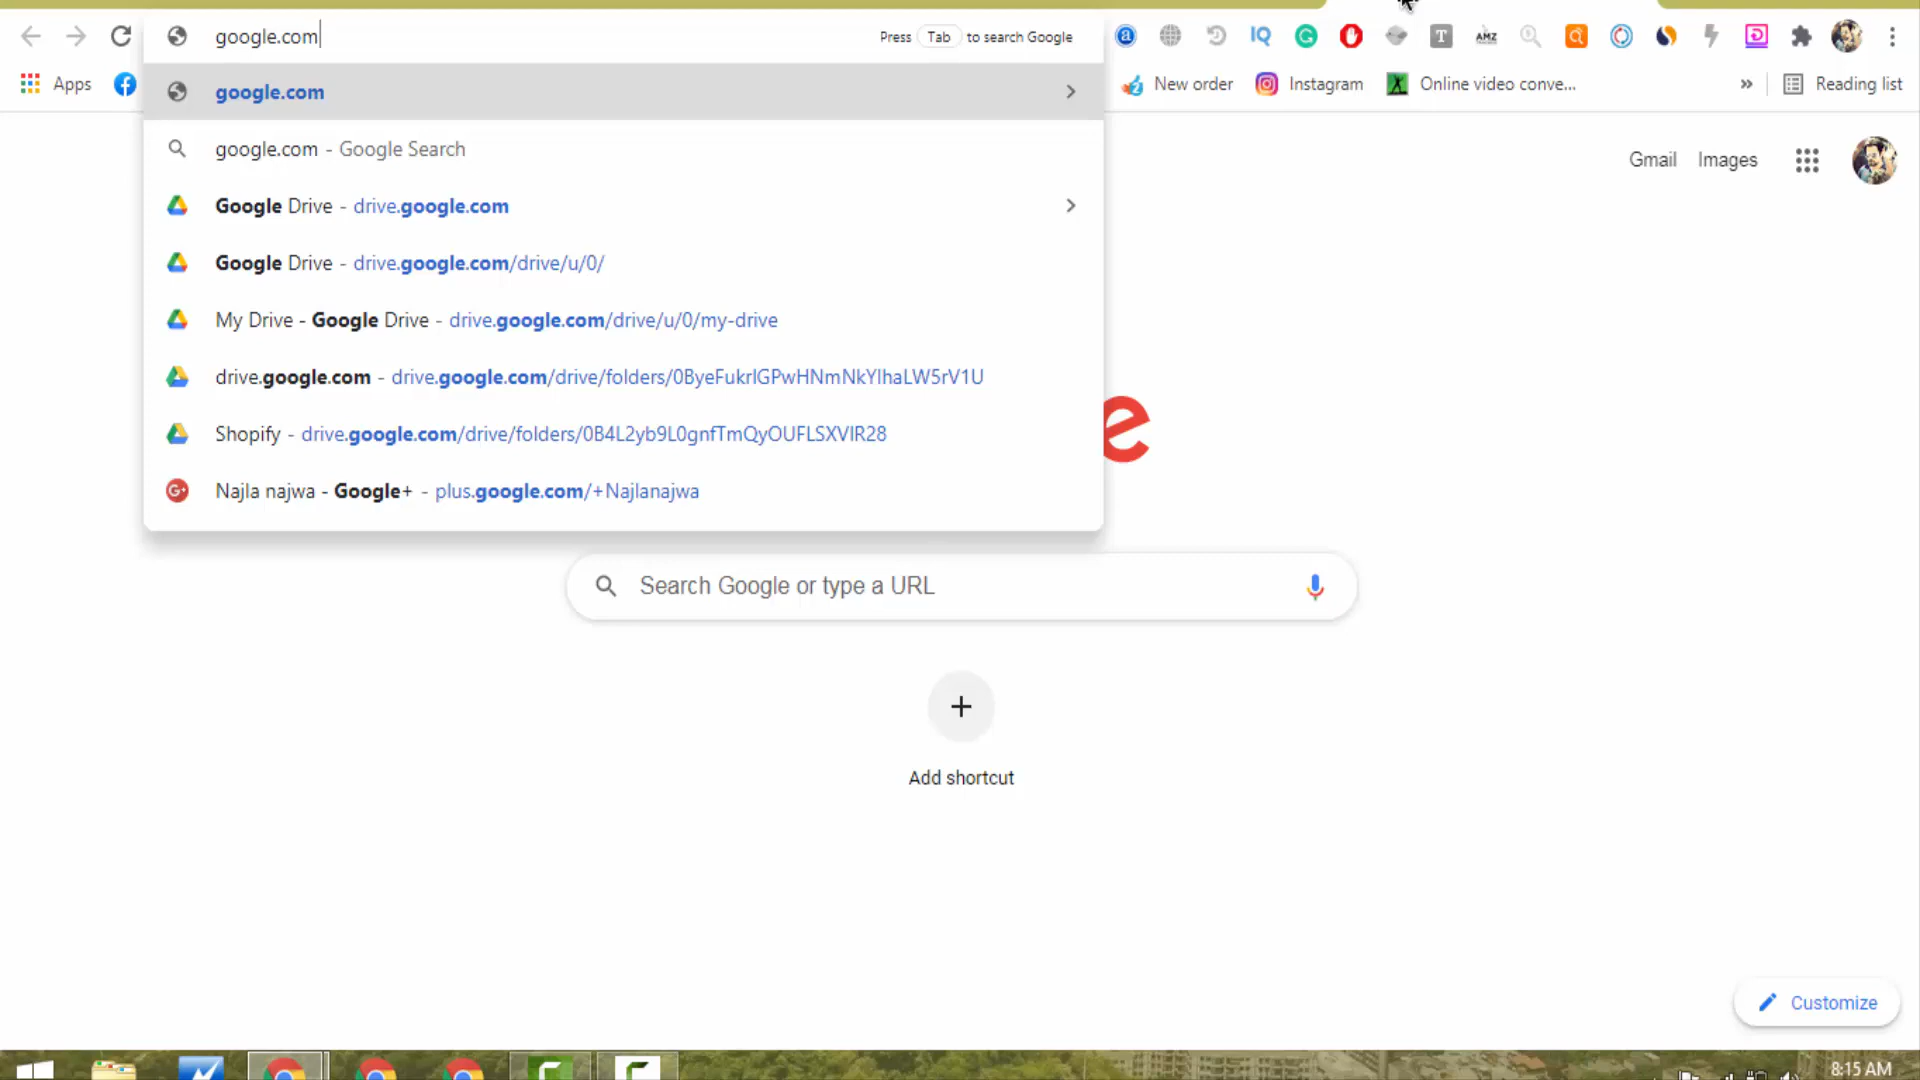 google.com
Press Tab to search Google
IQ
T
AMZ
Apps
New order
Instagram
Online video conve...
»
Reading list
google.com
google.com - Google Search
Google Drive - drive.google.com
Google Drive - drive.google.com/drive/u/0/
My Drive - Google Drive - drive.google.com/drive/u/0/my-drive
drive.google.com - drive.google.com/drive/folders/0ByeFukrlGPwHNmNkYlhaLW5rV1U
Shopify - drive.google.com/drive/folders/0B4L2yb9L0gnfTmQyOUFLSXVIR28
G+ Najla najwa - Google+ - plus.google.com/+Najlanajwa
Gmail
Images
e
Search Google or type a URL
Add shortcut
Customize
8:15 AM